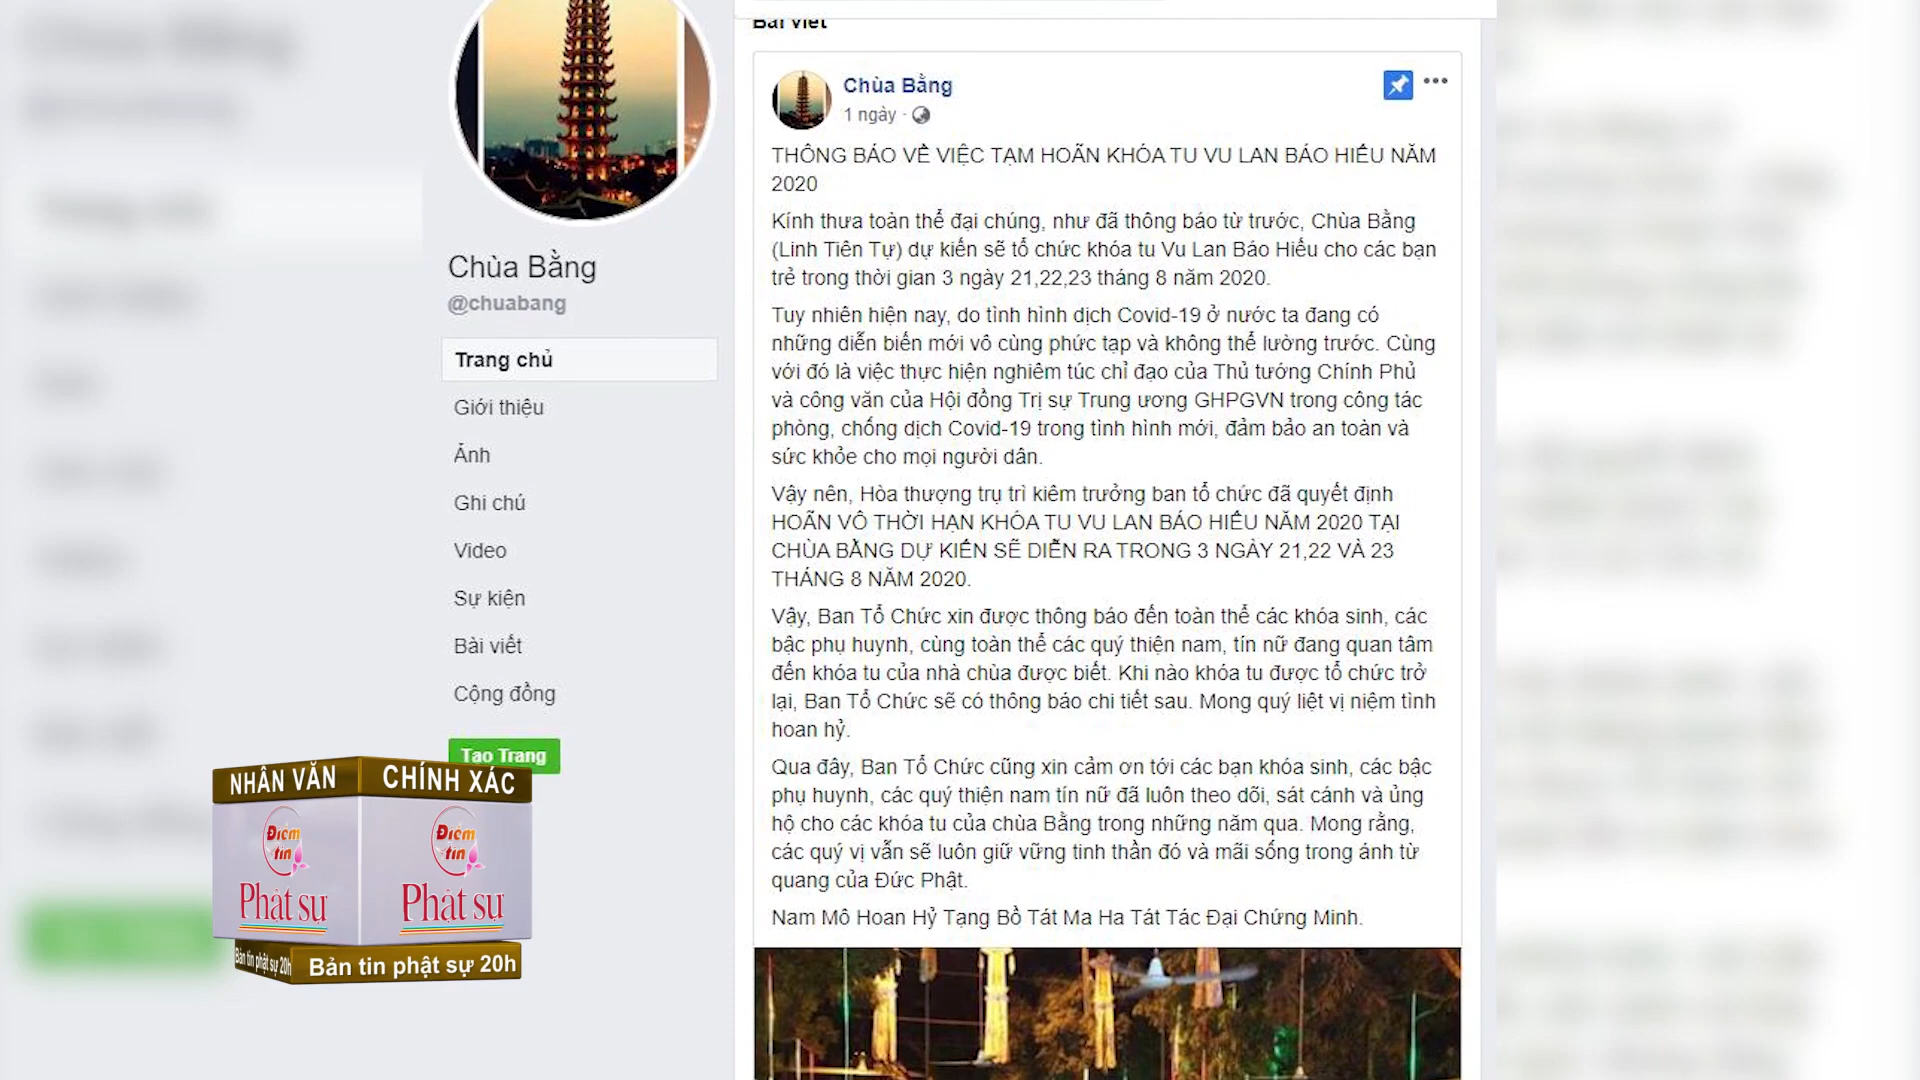 Chùa Bằng
@chuabang
Trang chủ
Giới thiệu
Ảnh
Ghi chú
Video
Sự kiện
Bài viết
Cộng đồng
Tạo Trang
Bài viết
Chùa Bằng
1 ngày ·
THÔNG BÁO VỀ VIỆC TẠM HOÃN KHÓA TU VU LAN BÁO HIẾU NĂM
2020
Kính thưa toàn thể đại chúng, như đã thông báo từ trước, Chùa Bằng
(Linh Tiên Tự) dự kiến sẽ tổ chức khóa tu Vu Lan Báo Hiếu cho các bạn
trẻ trong thời gian 3 ngày 21,22,23 tháng 8 năm 2020.
Tuy nhiên hiện nay, do tình hình dịch Covid-19 ở nước ta đang có
những diễn biến mới vô cùng phức tạp và không thể lường trước. Cùng
với đó là việc thực hiện nghiêm túc chỉ đạo của Thủ tướng Chính Phủ
và công văn của Hội đồng Trị sự Trung ương GHPGVN trong công tác
phòng, chống dịch Covid-19 trong tình hình mới, đảm bảo an toàn và
sức khỏe cho mọi người dân.
Vậy nên, Hòa thượng trụ trì kiêm trưởng ban tổ chức đã quyết định
HOÃN VÔ THỜI HẠN KHÓA TU VU LAN BÁO HIẾU NĂM 2020 TẠI
CHÙA BẰNG DỰ KIẾN SẼ DIỄN RA TRONG 3 NGÀY 21,22 VÀ 23
THÁNG 8 NĂM 2020.
Vậy, Ban Tổ Chức xin được thông báo đến toàn thể các khóa sinh, các
bậc phụ huynh, cùng toàn thể các quý thiện nam, tín nữ đang quan tâm
đến khóa tu của nhà chùa được biết. Khi nào khóa tu được tổ chức trở
lại, Ban Tổ Chức sẽ có thông báo chi tiết sau. Mong quý liệt vị niệm tình
hoan hỷ.
Qua đây, Ban Tổ Chức cũng xin cảm ơn tới các bạn khóa sinh, các bậc
phụ huynh, các quý thiện nam tín nữ đã luôn theo dõi, sát cánh và ủng
hộ cho các khóa tu của chùa Bằng trong những năm qua. Mong rằng,
các quý vị vẫn sẽ luôn giữ vững tinh thần đó và mãi sống trong ánh từ
quang của Đức Phật.
Nam Mô Hoan Hỷ Tạng Bồ Tát Ma Ha Tát Tác Đại Chứng Minh.
NHÂN VĂN
CHÍNH XÁC
Điểm
tin
Phật sự
Điểm
tin
Phật sự
Bản tin phật sự 20h
Bản tin phật sự 20h